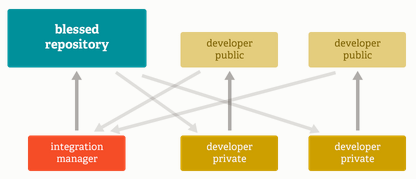 blessed
repository
developer
public
developer
public
integration
manager
developer
private
developer
private